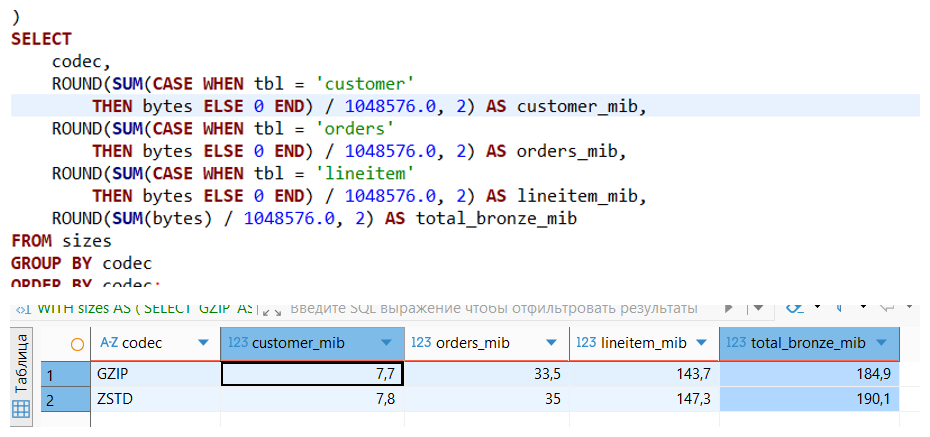 )
SELECT
codec,
ROUND(SUM(CASE WHEN tbl = 'customer'
THEN bytes ELSE 0 END) / 1048576.0, 2) AS customer_mib,
ROUND(SUM(CASE WHEN tbl = 'orders'
THEN bytes ELSE 0 END) / 1048576.0, 2) AS orders_mib,
ROUND(SUM(CASE WHEN tbl = 'lineitem'
THEN bytes ELSE 0 END) / 1048576.0, 2) AS lineitem_mib,
ROUND(SUM(bytes) / 1048576.0, 2) AS total_bronze_mib
FROM sizes
GROUP BY codec
ORDER BY codec;
WITH sizes AS ( SELECT 'GZIP' AS Введите SQL выражение чтобы отфильтровать результаты
Таблица
A-Z codec 123 customer_mib 123 orders_mib 123 lineitem_mib 123 total_bronze_mib
1 GZIP 7,7 33,5 143,7 184,9
2 ZSTD 7,8 35 147,3 190,1